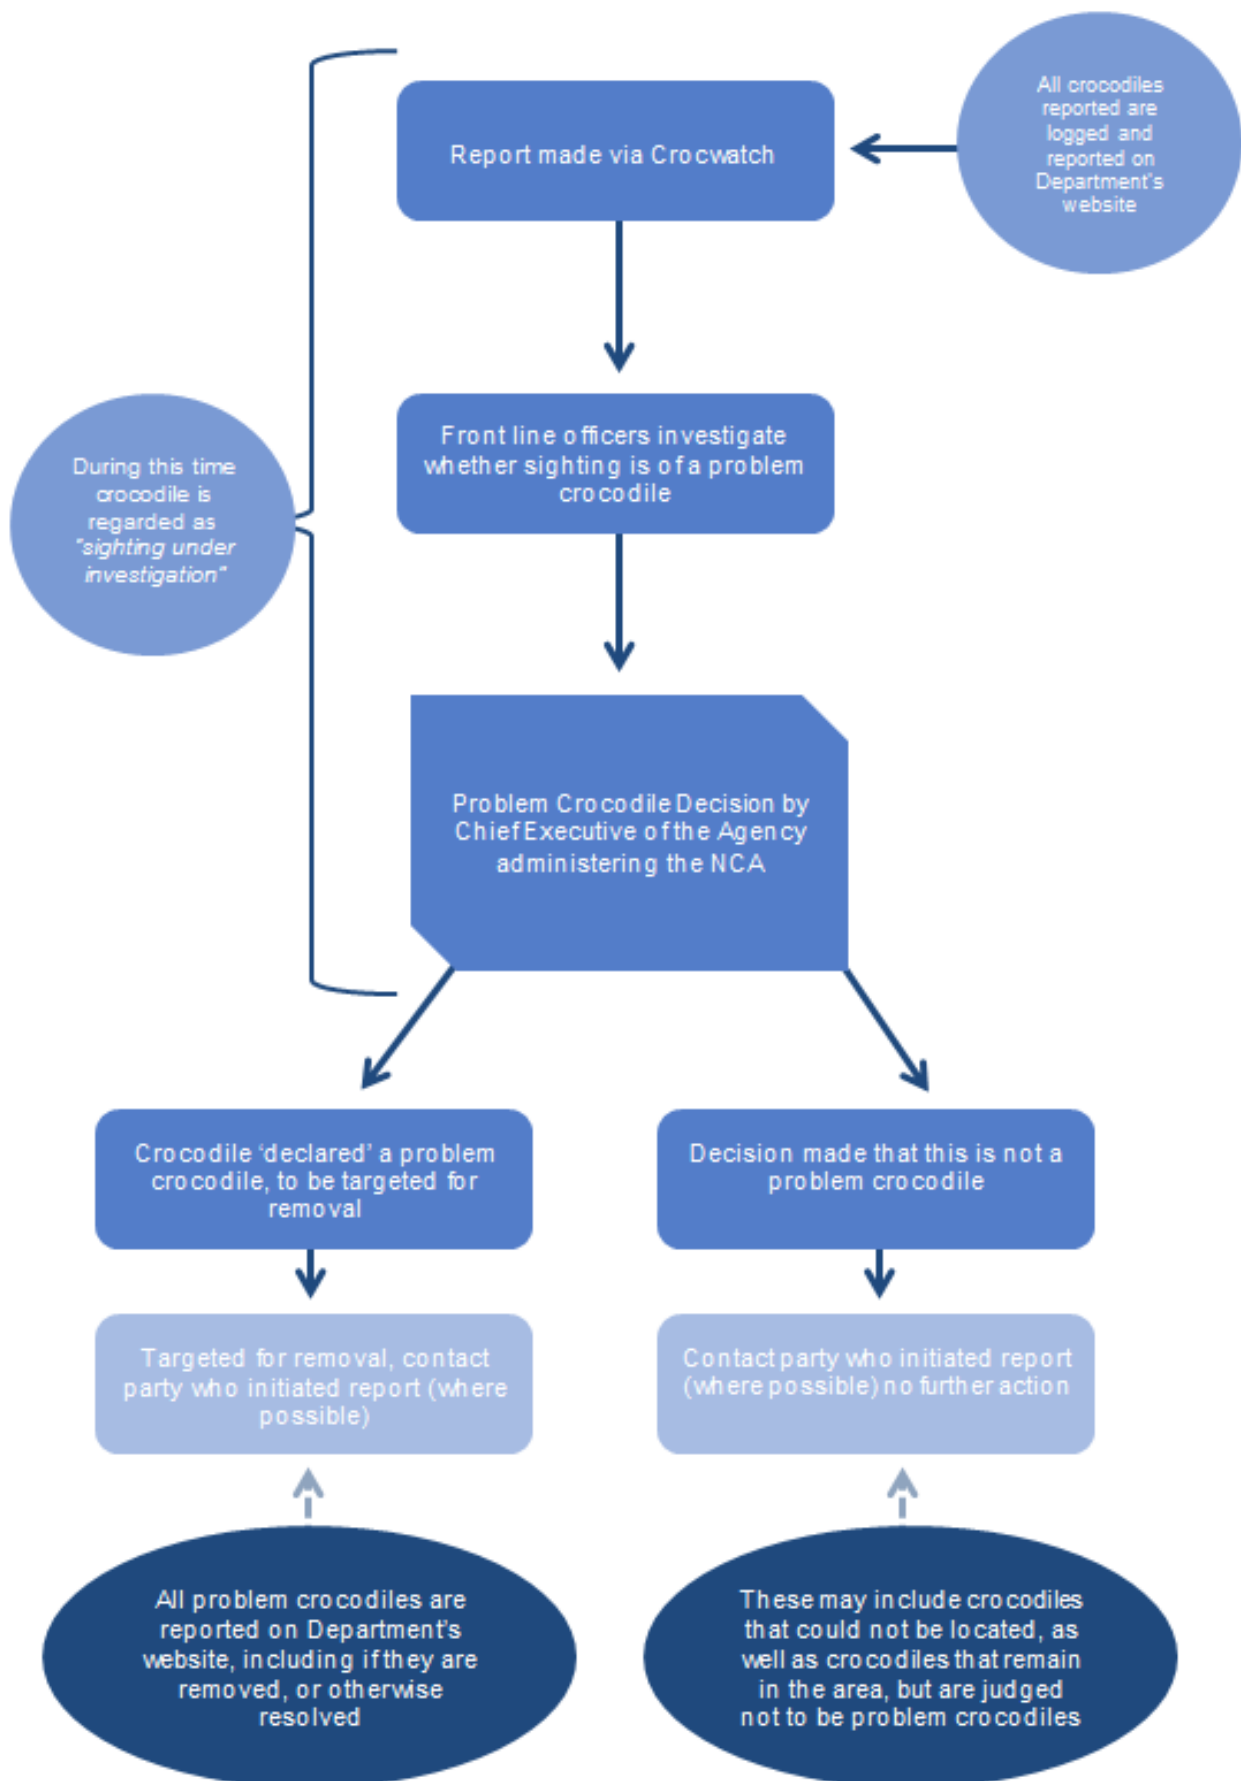 Report made via Crocwatch
All crocodiles
reported are
logged and
reported on
Department's
website
Front line officers investigate
whether sighting is of a problem
crocodile
During this time
crocodile is
regarded as
"sighting under
investigation"
Problem Crocodile Decision by
Chief Executive of the Agency
administering the NCA
Crocodile ‘declared’ a problem
crocodile, to be targeted for
removal
Decision made that this is not a
problem crocodile
Targeted for removal, contact
party who initiated report (where
possible)
Contact party who initiated report
(where possible) no further action
All problem crocodiles are
reported on Department's
website, including if they are
removed, or otherwise
resolved
These may include crocodiles
that could not be located, as
well as crocodiles that remain
in the area, but are judged
not to be problem crocodiles